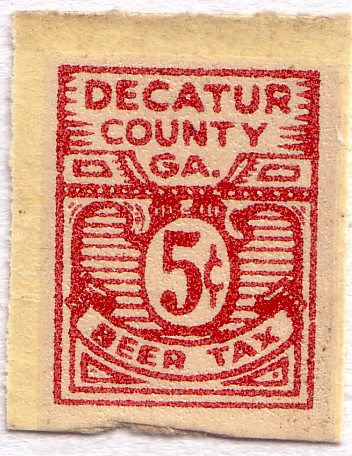 DECATUR
COUNTY
GA.
5¢
BEER TAX